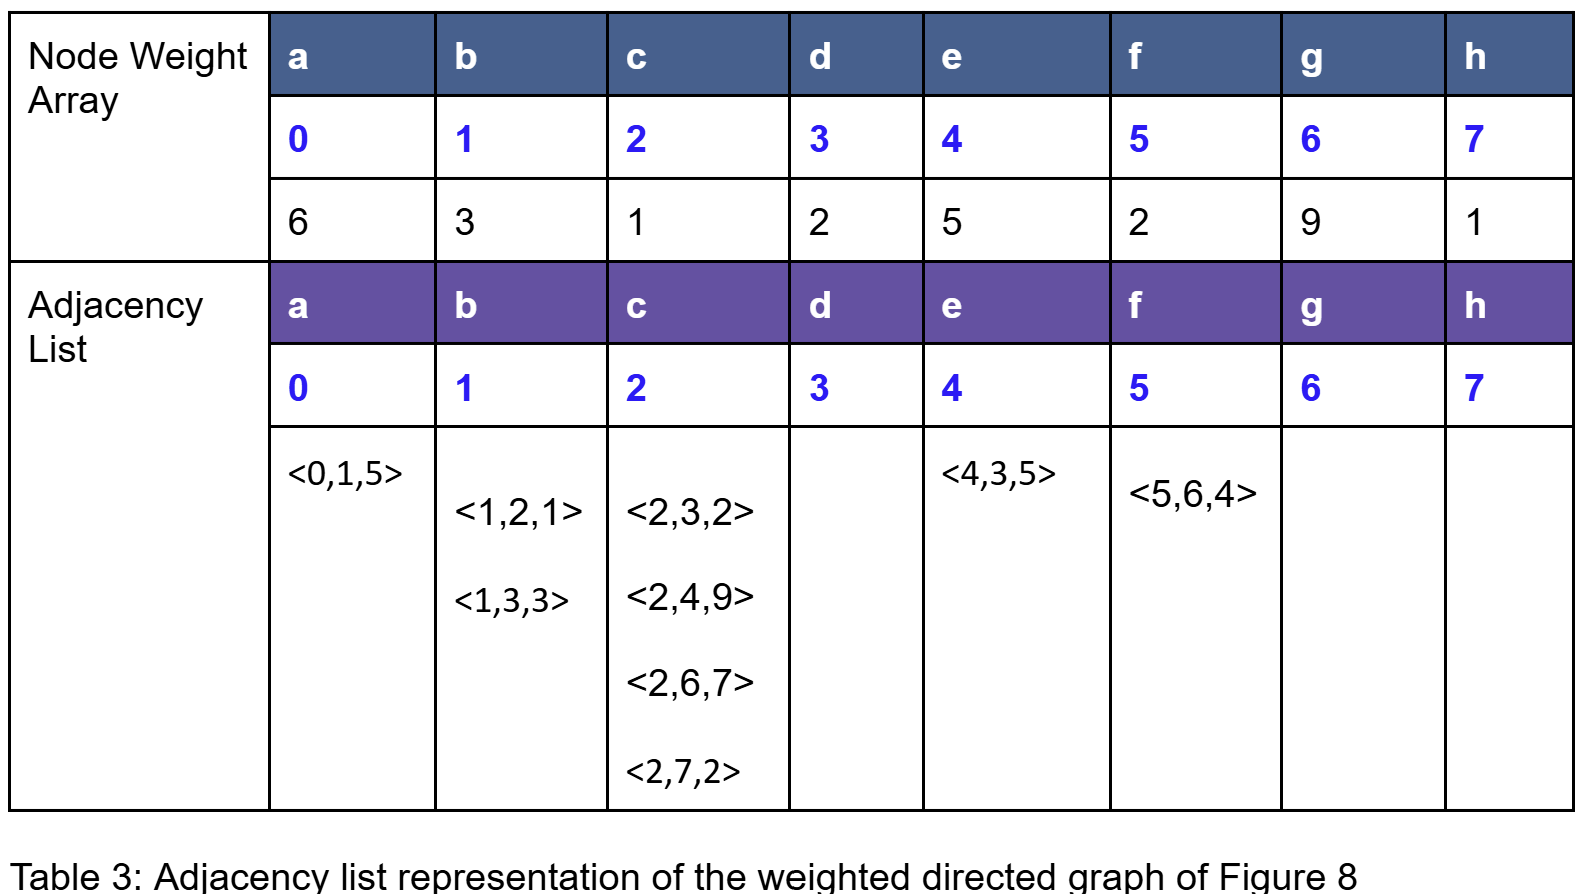 Node Weight Array a b c d e f g h
0 1 2 3 4 5 6 7
6 3 1 2 5 2 9 1
Adjacency List a b c d e f g h
0 1 2 3 4 5 6 7
<0,1,5> <1,2,1> <2,3,2> <4,3,5> <5,6,4>
<1,3,3> <2,4,9>
<2,6,7>
<2,7,2>
Table 3: Adjacency list representation of the weighted directed graph of Figure 8